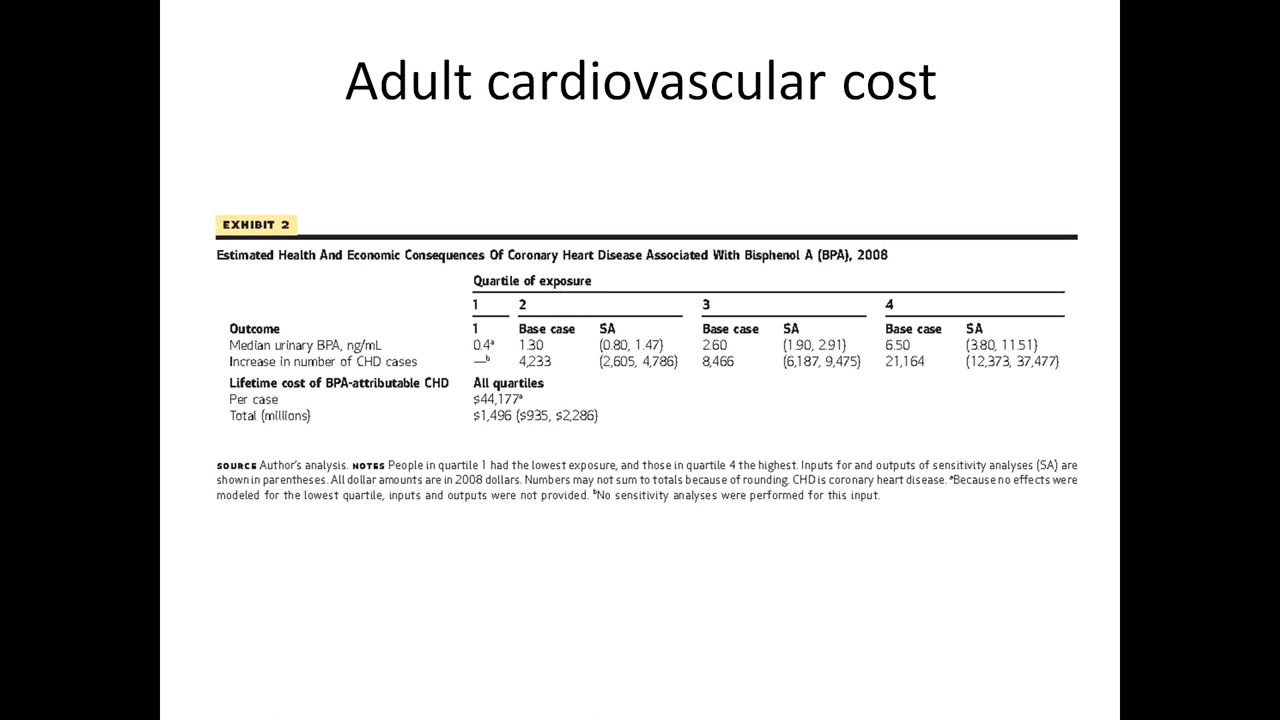 Adult cardiovascular cost
EXHIBIT 2
Estimated Health And Economic Consequences Of Coronary Heart Disease Associated With Bisphenol A (BPA), 2008
Quartile of exposure
1 2 3 4
Outcome 1 Base case SA Base case SA Base case SA
Median urinary BPA, ng/mL 0.4ᵃ 1.30 (0.80, 1.47) 2.60 (1.90, 2.91) 6.50 (3.80, 11.51)
Increase in number of CHD cases —ᵇ 4,233 (2,605, 4,786) 8,466 (6,187, 9,475) 21,164 (12,373, 37,477)
Lifetime cost of BPA-attributable CHD All quartiles
Per case $44,177ᵃ
Total (millions) $1,496 ($935, $2,286)
SOURCE Author's analysis. NOTES People in quartile 1 had the lowest exposure, and those in quartile 4 the highest. Inputs for and outputs of sensitivity analyses (SA) are
shown in parentheses. All dollar amounts are in 2008 dollars. Numbers may not sum to totals because of rounding. CHD is coronary heart disease. ᵃBecause no effects were
modeled for the lowest quartile, inputs and outputs were not provided. ᵇNo sensitivity analyses were performed for this input.